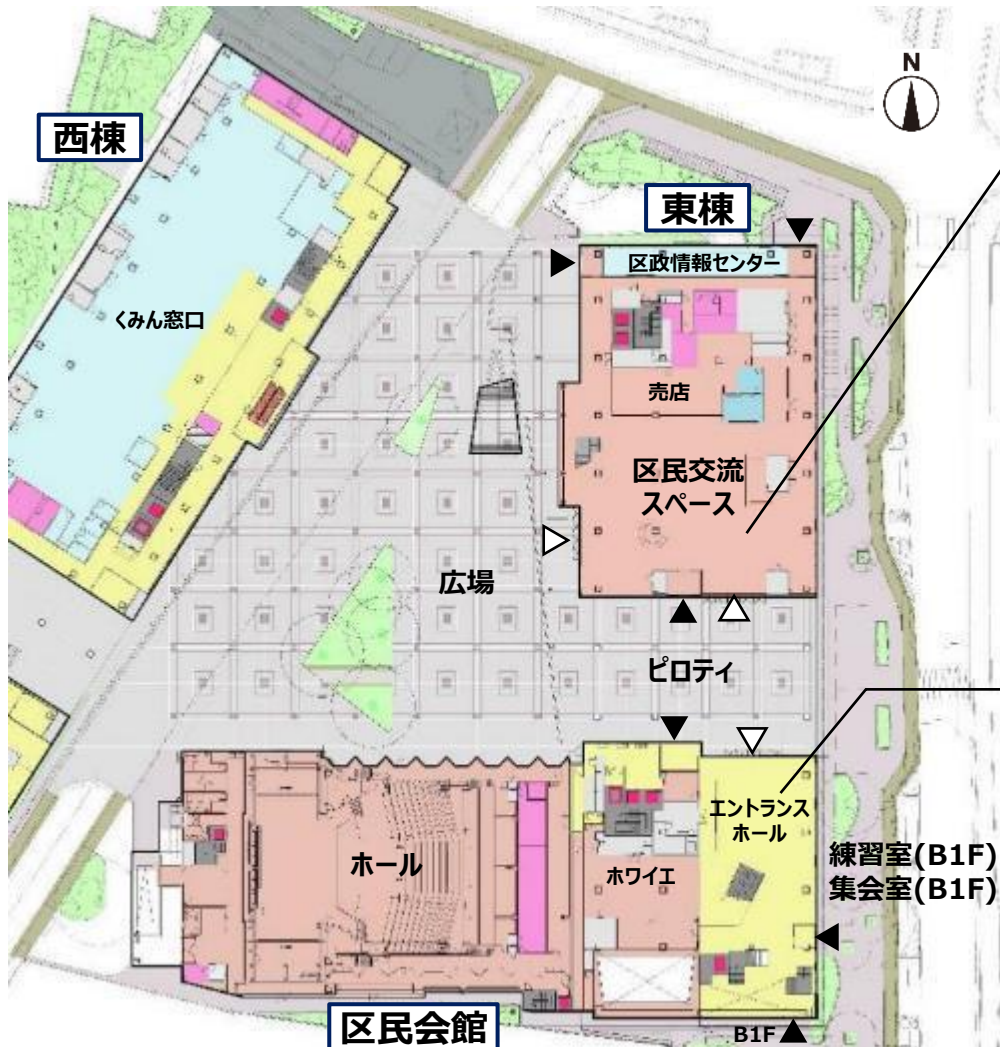 N
西棟
東棟
区政情報センター
くみん窓口
売店
区民交流
スペース
広場
ピロティ
エントランス
ホール
ホール
ホワイエ
練習室(B1F)
集会室(B1F)
区民会館
B1F